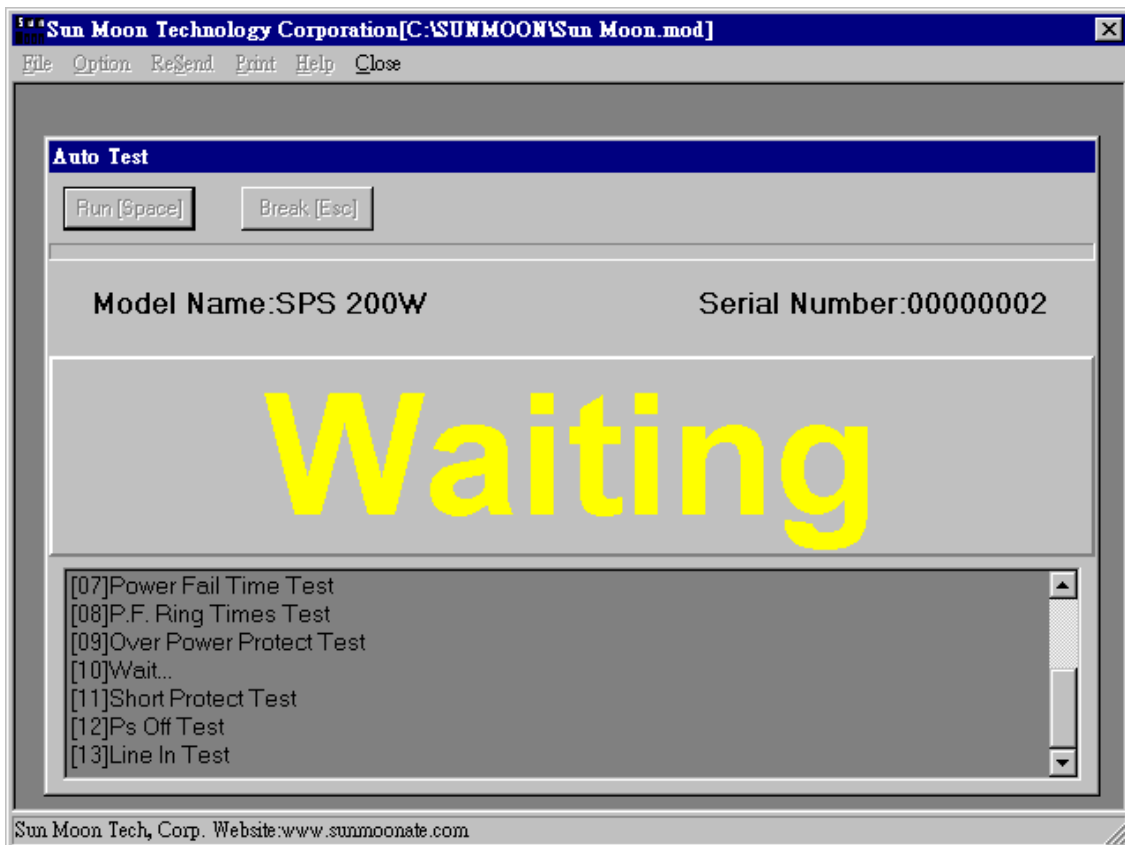 Sun Moon
Sun Moon Technology Corporation[C:\SUNMOON\Sun Moon.mod]
File Option ReSend Print Help Close
Auto Test
Run [Space] Break [Esc]
Model Name:SPS 200W Serial Number:00000002
Waiting
[07]Power Fail Time Test
[08]P.F. Ring Times Test
[09]Over Power Protect Test
[10]Wait...
[11]Short Protect Test
[12]Ps Off Test
[13]Line In Test
Sun Moon Tech, Corp. Website:www.sunmoonate.com